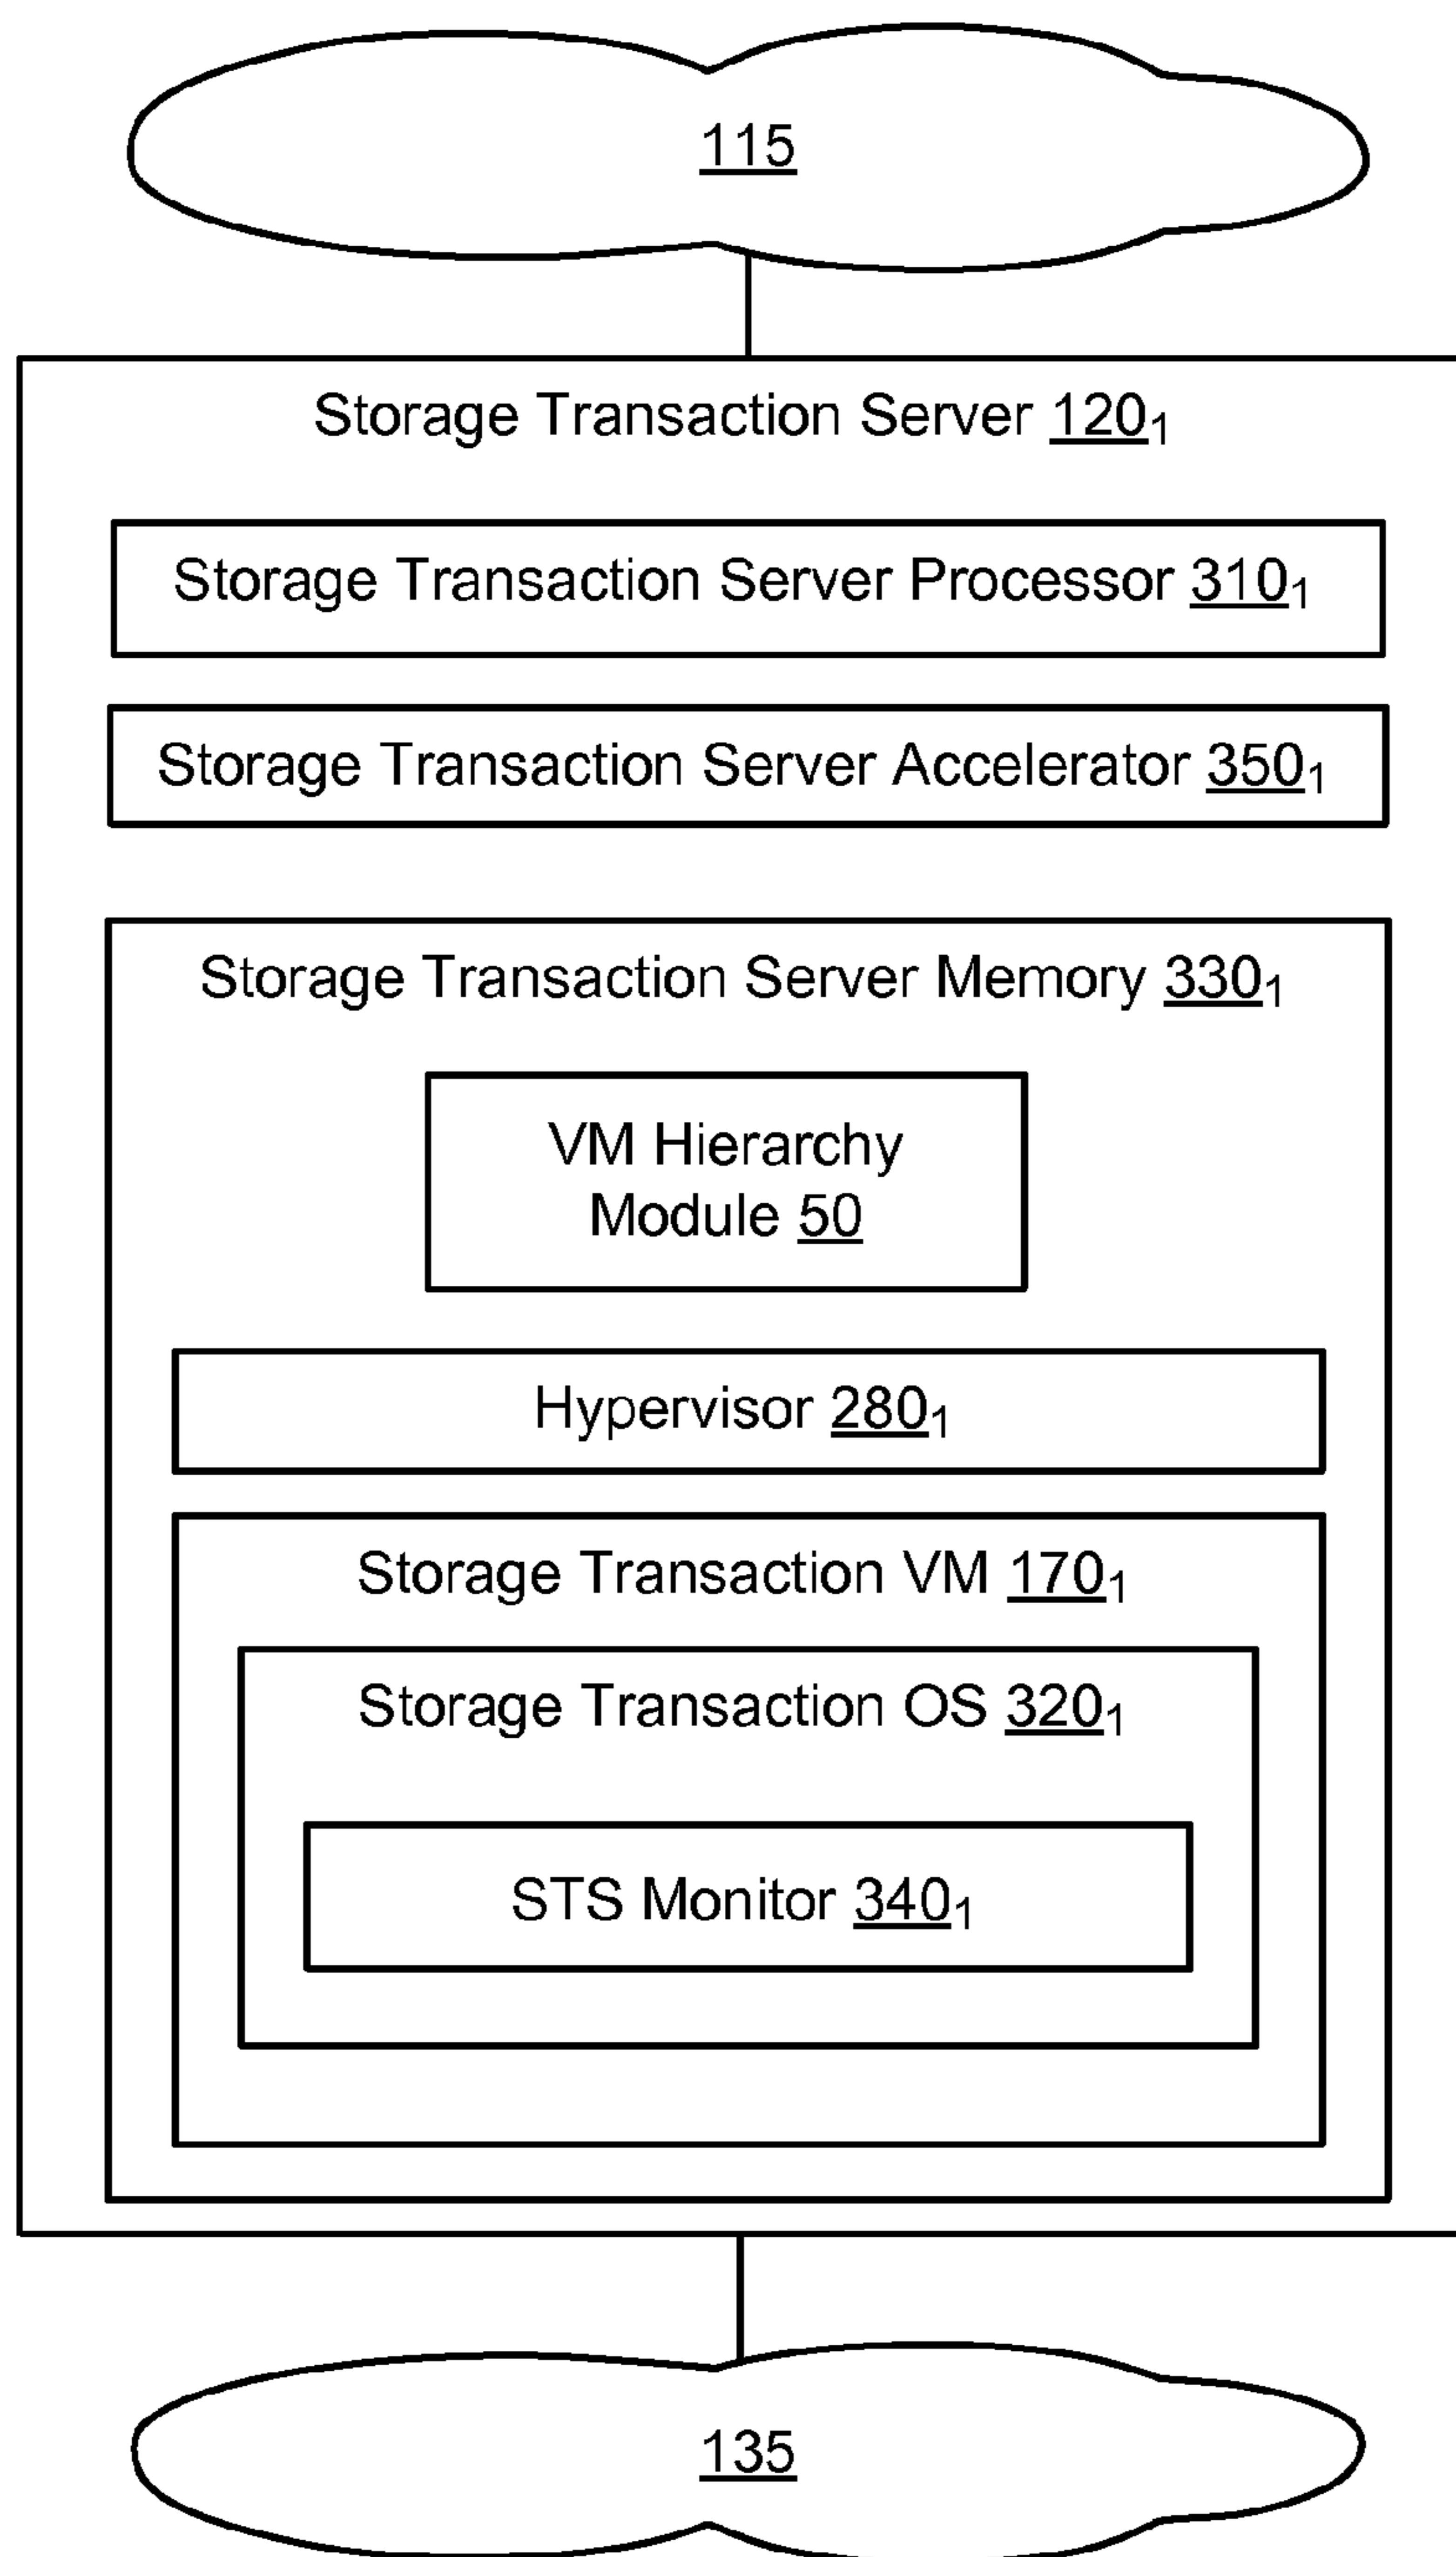 115
Storage Transaction Server 120₁
Storage Transaction Server Processor 310₁
Storage Transaction Server Accelerator 350₁
Storage Transaction Server Memory 330₁
VM Hierarchy
Module 50
Hypervisor 280₁
Storage Transaction VM 170₁
Storage Transaction OS 320₁
STS Monitor 340₁
135